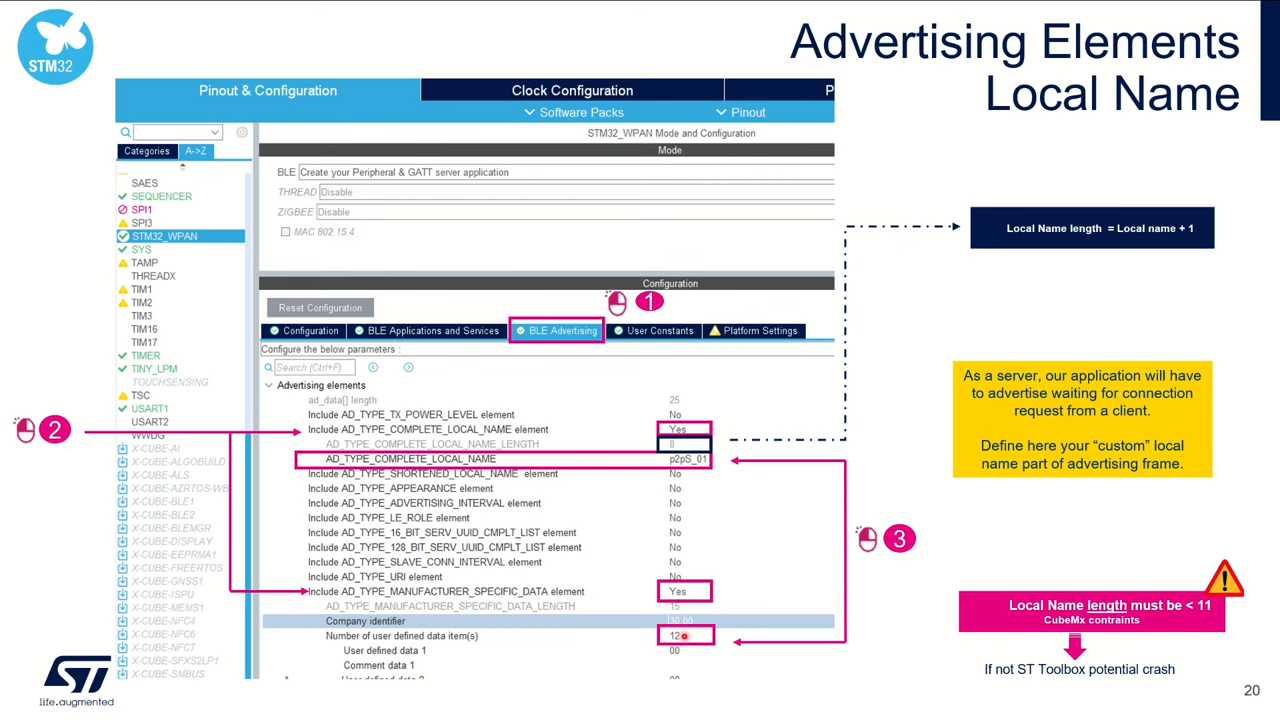 Advertising Elements
Local Name
STM32
Pinout & Configuration
Clock Configuration
P
Software Packs
Pinout
STM32_WPAN Mode and Configuration
Categories
A->Z
Mode
SAES
SEQUENCER
SPI1
SPI3
STM32_WPAN
SYS
TAMP
THREADX
TIM1
TIM2
TIM3
TIM16
TIM17
TIMER
TINY_LPM
TOUCHSENSING
TSC
USART1
USART2
WWDG
X-CUBE-AI
X-CUBE-ALGOBUILD
X-CUBE-ALS
X-CUBE-AZRTOS-WB
X-CUBE-BLE1
X-CUBE-BLE2
X-CUBE-BLEMGR
X-CUBE-DISPLAY
X-CUBE-EEPRMA1
X-CUBE-FREERTOS
X-CUBE-GNSS1
X-CUBE-ISPU
X-CUBE-MEMS1
X-CUBE-NFC4
X-CUBE-NFC6
X-CUBE-NFC7
X-CUBE-SFXS2LP1
X-CUBE-SMBUS
BLE Create your Peripheral & GATT server application
THREAD Disable
ZIGBEE Disable
MAC 802.15.4
Configuration
Reset Configuration
1
Configuration
BLE Applications and Services
BLE Advertising
User Constants
Platform Settings
Configure the below parameters :
Search (Ctrl+F)
Advertising elements
ad_data[] length 25
Include AD_TYPE_TX_POWER_LEVEL element No
Include AD_TYPE_COMPLETE_LOCAL_NAME element Yes
AD_TYPE_COMPLETE_LOCAL_NAME_LENGTH 8
AD_TYPE_COMPLETE_LOCAL_NAME p2pS_01
Include AD_TYPE_SHORTENED_LOCAL_NAME element No
Include AD_TYPE_APPEARANCE element No
Include AD_TYPE_ADVERTISING_INTERVAL element No
Include AD_TYPE_LE_ROLE element No
Include AD_TYPE_16_BIT_SERV_UUID_CMPLT_LIST element No
Include AD_TYPE_128_BIT_SERV_UUID_CMPLT_LIST element No
Include AD_TYPE_SLAVE_CONN_INTERVAL element No
Include AD_TYPE_URI element No
Include AD_TYPE_MANUFACTURER_SPECIFIC_DATA element Yes
AD_TYPE_MANUFACTURER_SPECIFIC_DATA_LENGTH 15
Company identifier 30,00
Number of user defined data item(s) 12
User defined data 1 00
Comment data 1
2
3
Local Name length = Local name + 1
As a server, our application will have
to advertise waiting for connection
request from a client.
Define here your “custom” local
name part of advertising frame.
Local Name length must be < 11
CubeMx contraints
If not ST Toolbox potential crash
ST
life.augmented
20